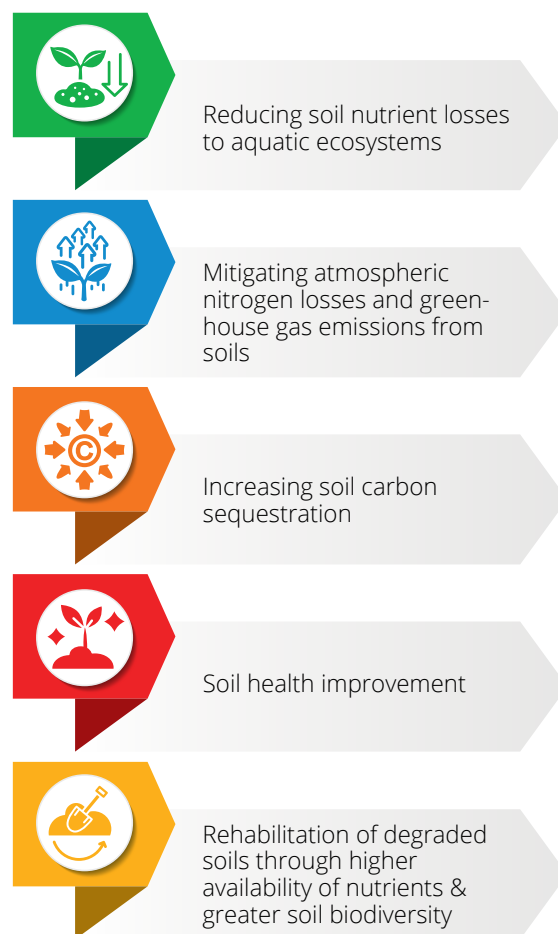 Reducing soil nutrient losses
to aquatic ecosystems
Mitigating atmospheric
nitrogen losses and green-
house gas emissions from
soils
©
Increasing soil carbon
sequestration
Soil health improvement
Rehabilitation of degraded
soils through higher
availability of nutrients &
greater soil biodiversity